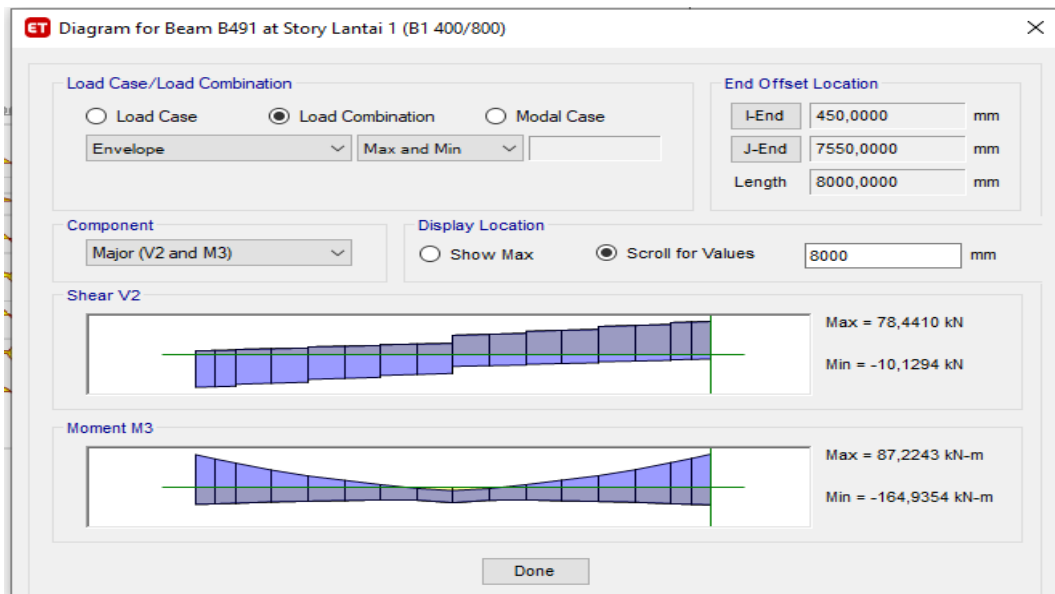 ET Diagram for Beam B491 at Story Lantai 1 (B1 400/800)
Load Case/Load Combination
Load Case Load Combination Modal Case
Envelope Max and Min
End Offset Location
I-End 450,0000 mm
J-End 7550,0000 mm
Length 8000,0000 mm
Component
Major (V2 and M3)
Display Location
Show Max Scroll for Values 8000 mm
Shear V2
Max = 78,4410 kN
Min = -10,1294 kN
Moment M3
Max = 87,2243 kN-m
Min = -164,9354 kN-m
Done